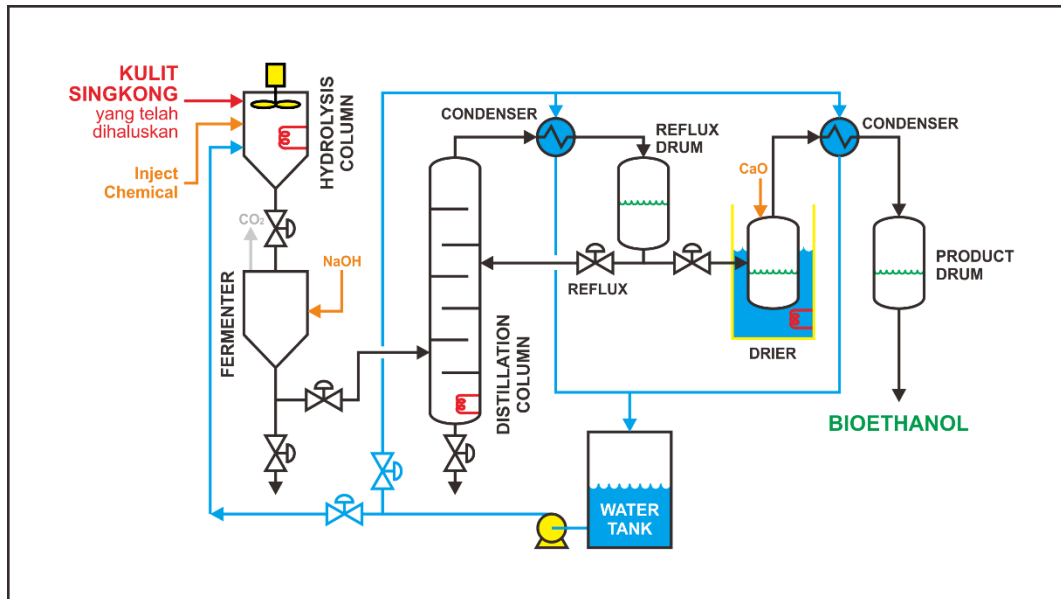 KULIT
SINGKONG
yang telah
dihaluskan
Inject
Chemical
HYDROLYSIS
COLUMN
CO₂
NaOH
FERMENTER
CONDENSER
REFLUX
DRUM
REFLUX
DISTILLATION
COLUMN
CaO
DRIER
CONDENSER
PRODUCT
DRUM
BIOETHANOL
WATER
TANK